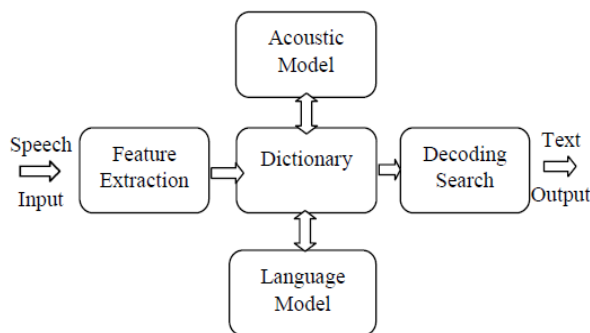 Acoustic
Model
Speech
Input
Feature
Extraction
Dictionary
Decoding
Search
Text
Output
Language
Model